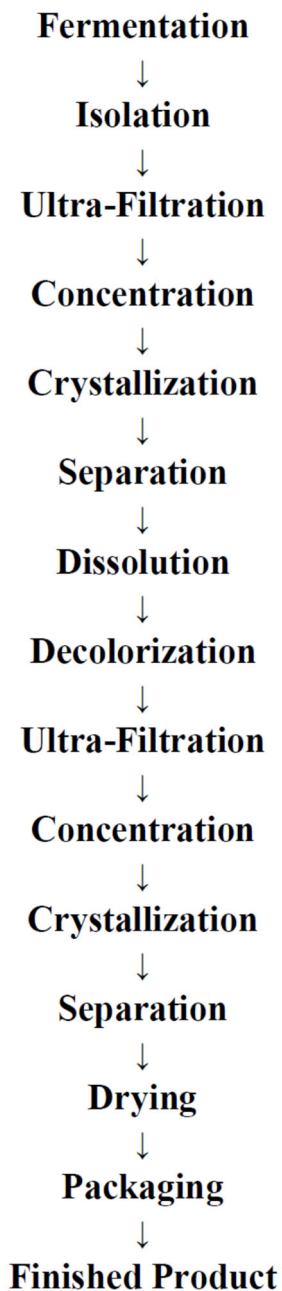 Fermentation
↓
Isolation
↓
Ultra-Filtration
↓
Concentration
↓
Crystallization
↓
Separation
↓
Dissolution
↓
Decolorization
↓
Ultra-Filtration
↓
Concentration
↓
Crystallization
↓
Separation
↓
Drying
↓
Packaging
↓
Finished Product